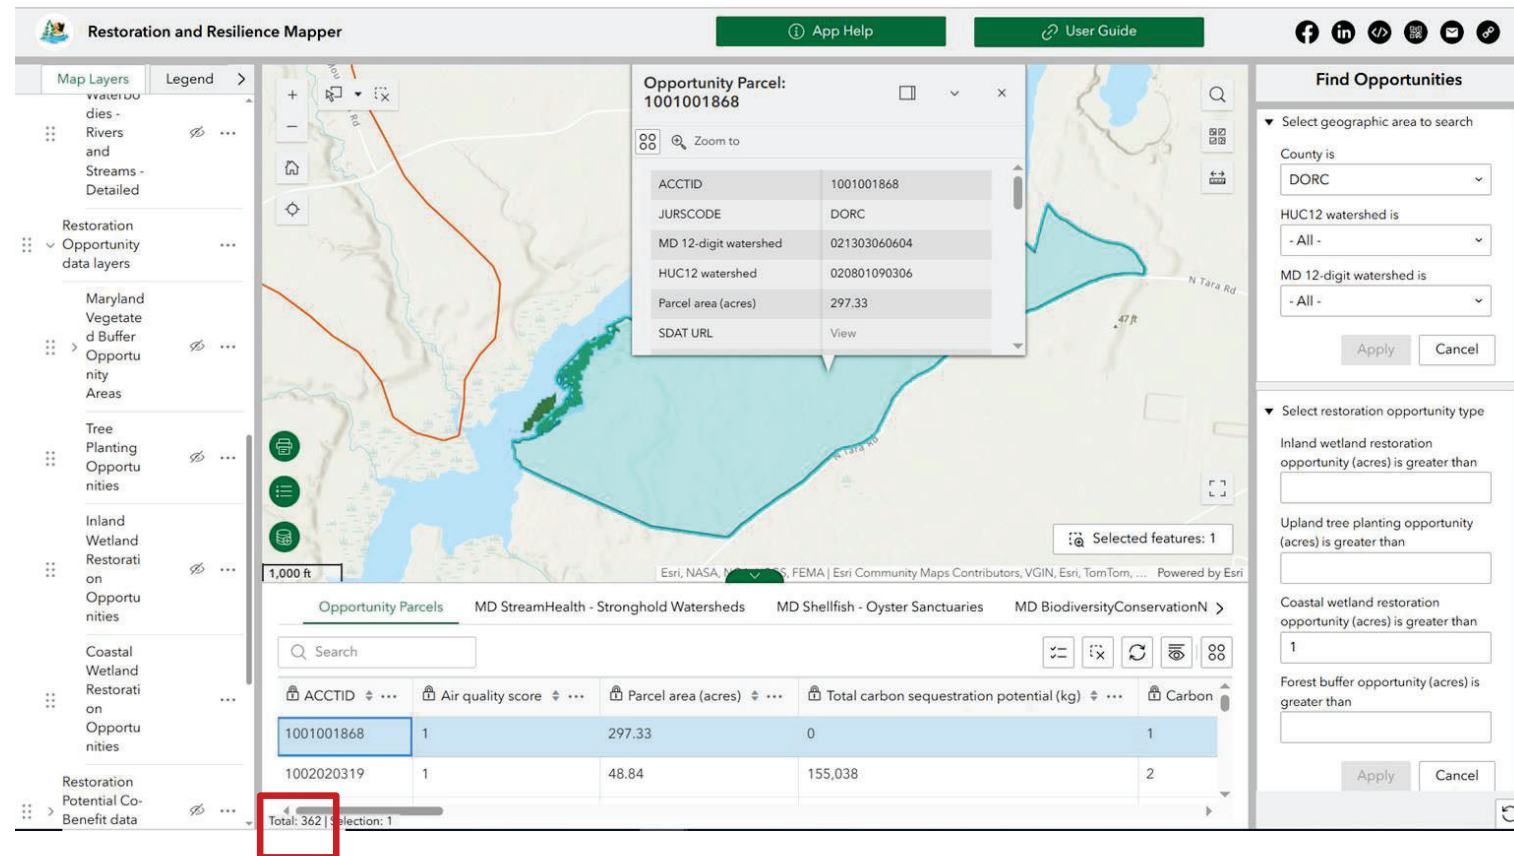 Restoration and Resilience Mapper
App Help
User Guide
Map Layers
Legend
Waterbo
dies -
Rivers
and
Streams -
Detailed
Restoration
Opportunity
data layers
Maryland
Vegetate
d Buffer
Opportu
nity
Areas
Tree
Planting
Opportu
nities
Inland
Wetland
Restorati
on
Opportu
nities
Coastal
Wetland
Restorati
on
Opportu
nities
Restoration
Potential Co-
Benefit data
Rd
Opportunity Parcel:
1001001868
Zoom to
ACCTID 1001001868
JURSCODE DORC
MD 12-digit watershed 021303060604
HUC12 watershed 020801090306
Parcel area (acres) 297.33
SDAT URL View
N Tara Rd
47 ft
N Tara Rd
Selected features: 1
1,000 ft
Esri, NASA, FEMA | Esri Community Maps Contributors, VGIN, Esri, TomTom, ... Powered by Esri
Opportunity Parcels MD StreamHealth - Stronghold Watersheds MD Shellfish - Oyster Sanctuaries MD BiodiversityConservationN
Search
ACCTID Air quality score Parcel area (acres) Total carbon sequestration potential (kg) Carbon
1001001868 1 297.33 0 1
1002020319 1 48.84 155,038 2
Total: 362 | Selection: 1
Find Opportunities
Select geographic area to search
County is
DORC
HUC12 watershed is
- All -
MD 12-digit watershed is
- All -
Apply Cancel
Select restoration opportunity type
Inland wetland restoration
opportunity (acres) is greater than
Upland tree planting opportunity
(acres) is greater than
Coastal wetland restoration
opportunity (acres) is greater than
1
Forest buffer opportunity (acres) is
greater than
Apply Cancel